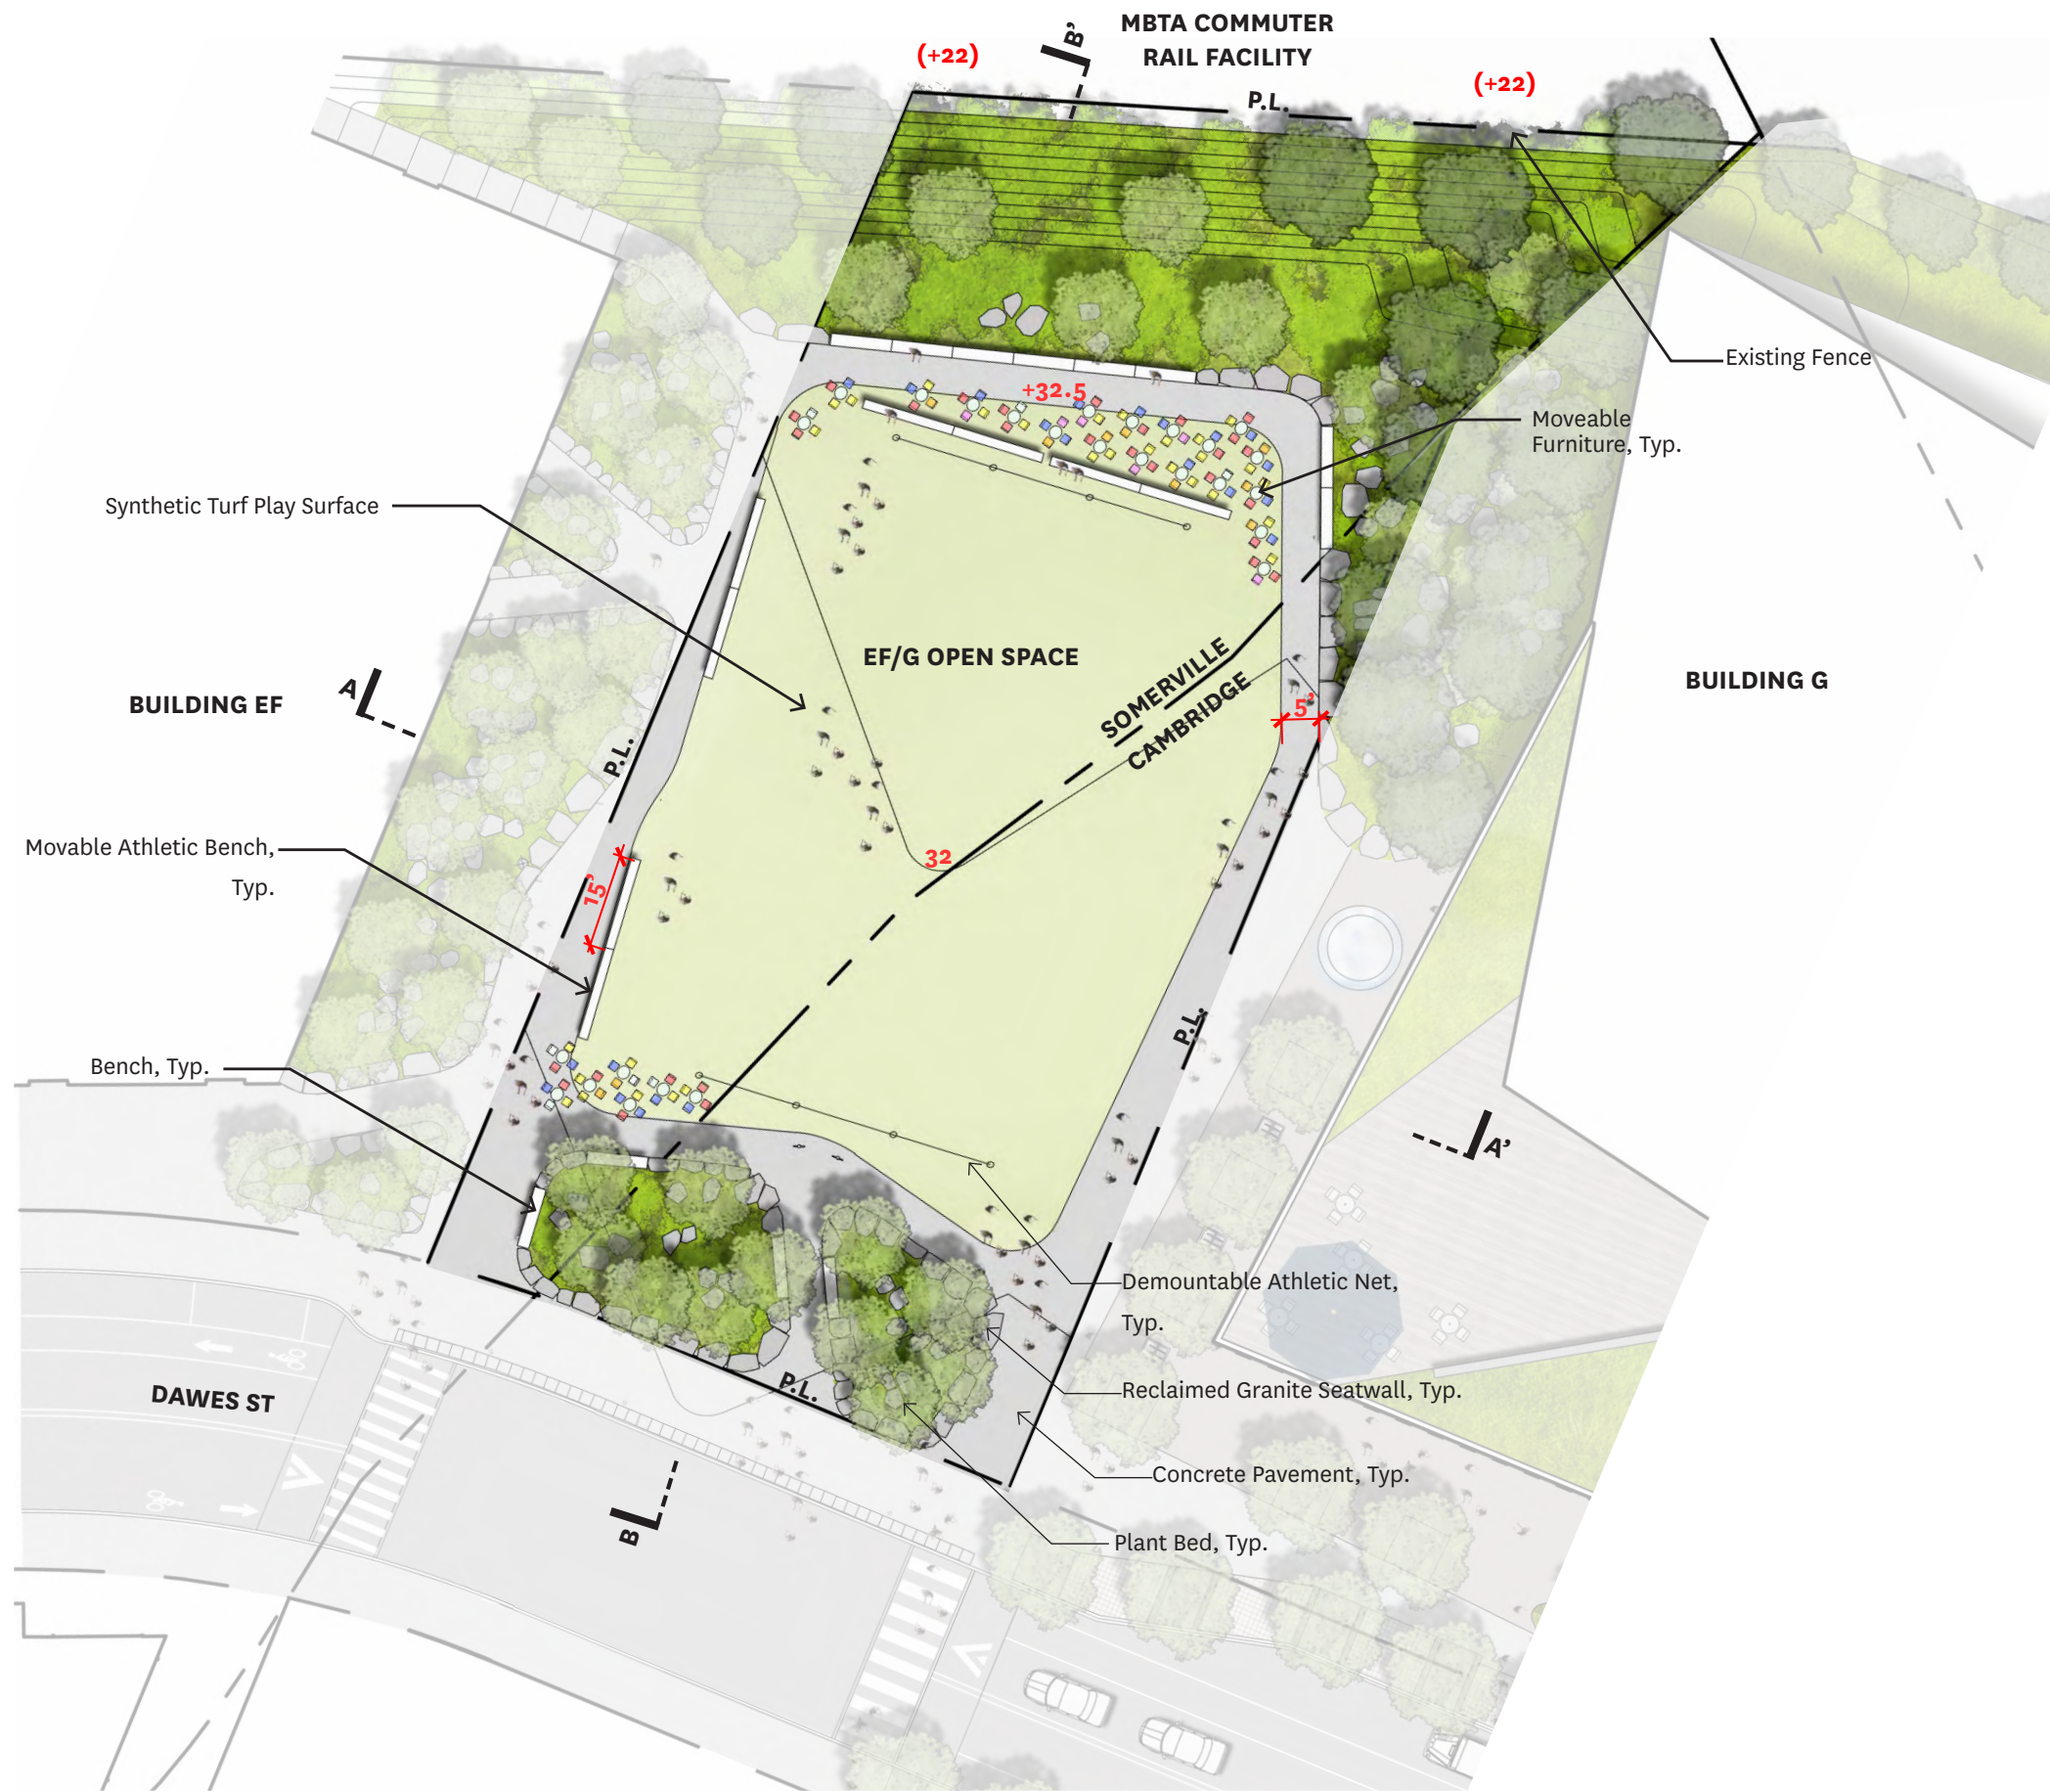 MBTA COMMUTER
RAIL FACILITY
B'
(+22)
(+22)
P.L.
Existing Fence
+32.5
Moveable
Furniture, Typ.
Synthetic Turf Play Surface
EF/G OPEN SPACE
SOMERVILLE
CAMBRIDGE
BUILDING G
BUILDING EF
A
5'
P.L.
Movable Athletic Bench,
Typ.
32
15'
P.L.
Bench, Typ.
A'
Demountable Athletic Net,
Typ.
P.L.
Reclaimed Granite Seatwall, Typ.
DAWES ST
Concrete Pavement, Typ.
B
Plant Bed, Typ.